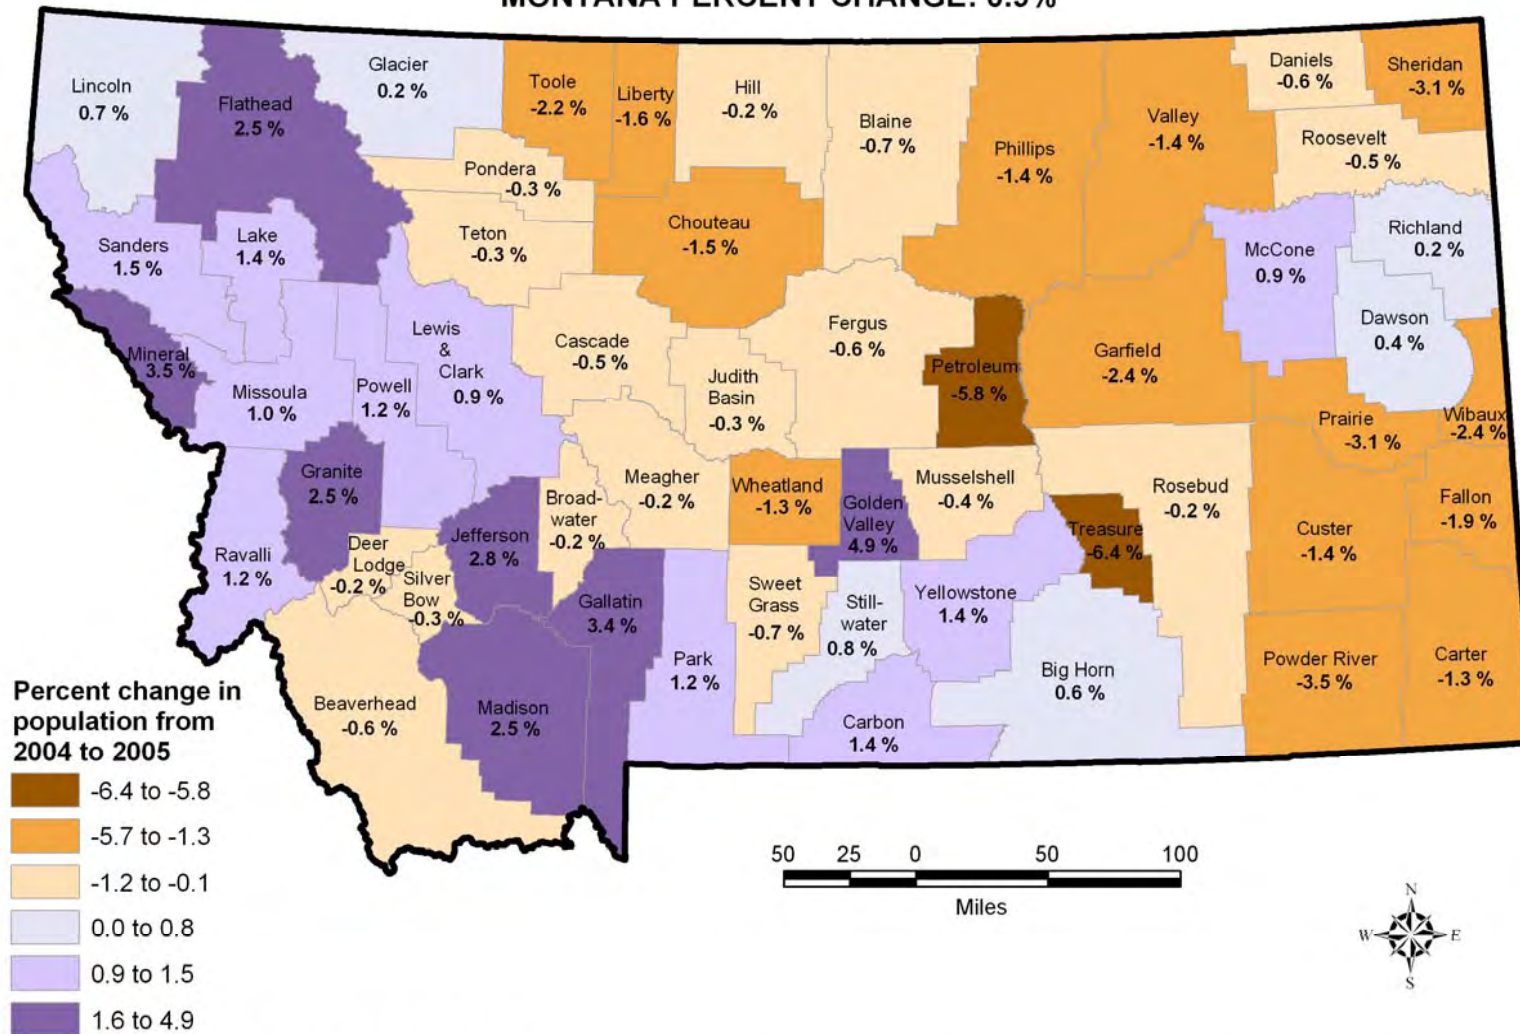 MONTANA PERCENT CHANGE:
Lincoln
0.7 %
Flathead
2.5 %
Glacier
0.2 %
Toole
-2.2 %
Liberty
-1.6 %
Hill
-0.2 %
Blaine
-0.7 %
Phillips
-1.4 %
Valley
-1.4 %
Daniels
-0.6 %
Sheridan
-3.1 %
Roosevelt
-0.5 %
Pondera
-0.3 %
Teton
-0.3 %
Chouteau
-1.5 %
Sanders
1.5 %
Lake
1.4 %
McCone
0.9 %
Richland
0.2 %
Dawson
0.4 %
Mineral
3.5 %
Missoula
1.0 %
Powell
1.2 %
Lewis
&
Clark
0.9 %
Cascade
-0.5 %
Judith
Basin
-0.3 %
Fergus
-0.6 %
Petroleum
-5.8 %
Garfield
-2.4 %
Prairie
-3.1 %
Wibaux
-2.4 %
Granite
2.5 %
Ravalli
1.2 %
Deer
Lodge
-0.2 %
Silver
Bow
-0.3 %
Jefferson
2.8 %
Broad-
water
-0.2 %
Meagher
-0.2 %
Wheatland
-1.3 %
Golden
Valley
4.9 %
Musselshell
-0.4 %
Treasure
-6.4 %
Rosebud
-0.2 %
Custer
-1.4 %
Fallon
-1.9 %
Beaverhead
-0.6 %
Madison
2.5 %
Gallatin
3.4 %
Park
1.2 %
Sweet
Grass
-0.7 %
Still-
water
0.8 %
Yellowstone
1.4 %
Carbon
1.4 %
Big Horn
0.6 %
Powder River
-3.5 %
Carter
-1.3 %
Percent change in
population from
2004 to 2005
-6.4 to -5.8
-5.7 to -1.3
-1.2 to -0.1
0.0 to 0.8
0.9 to 1.5
1.6 to 4.9
50 25 0 50 100
Miles
N
W E
S